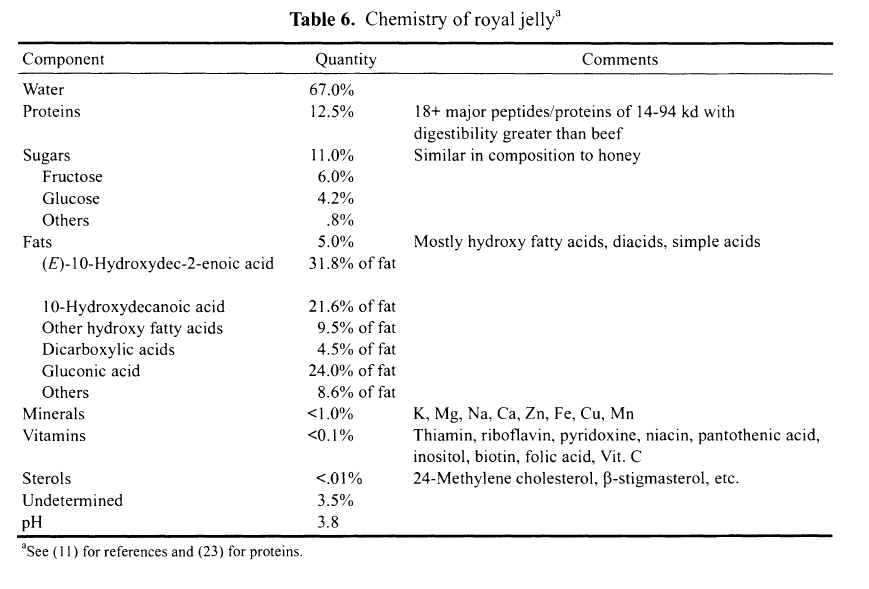 Table 6. Chemistry of royal jellyᵃ
Component Quantity Comments
Water 67.0%
Proteins 12.5% 18+ major peptides/proteins of 14-94 kd with
digestibility greater than beef
Sugars 11.0% Similar in composition to honey
Fructose 6.0%
Glucose 4.2%
Others .8%
Fats 5.0% Mostly hydroxy fatty acids, diacids, simple acids
(E)-10-Hydroxydec-2-enoic acid 31.8% of fat
10-Hydroxydecanoic acid 21.6% of fat
Other hydroxy fatty acids 9.5% of fat
Dicarboxylic acids 4.5% of fat
Gluconic acid 24.0% of fat
Others 8.6% of fat
Minerals <1.0% K, Mg, Na, Ca, Zn, Fe, Cu, Mn
Vitamins <0.1% Thiamin, riboflavin, pyridoxine, niacin, pantothenic acid,
inositol, biotin, folic acid, Vit. C
Sterols <.01% 24-Methylene cholesterol, β-stigmasterol, etc.
Undetermined 3.5%
pH 3.8
ᵃSee (11) for references and (23) for proteins.